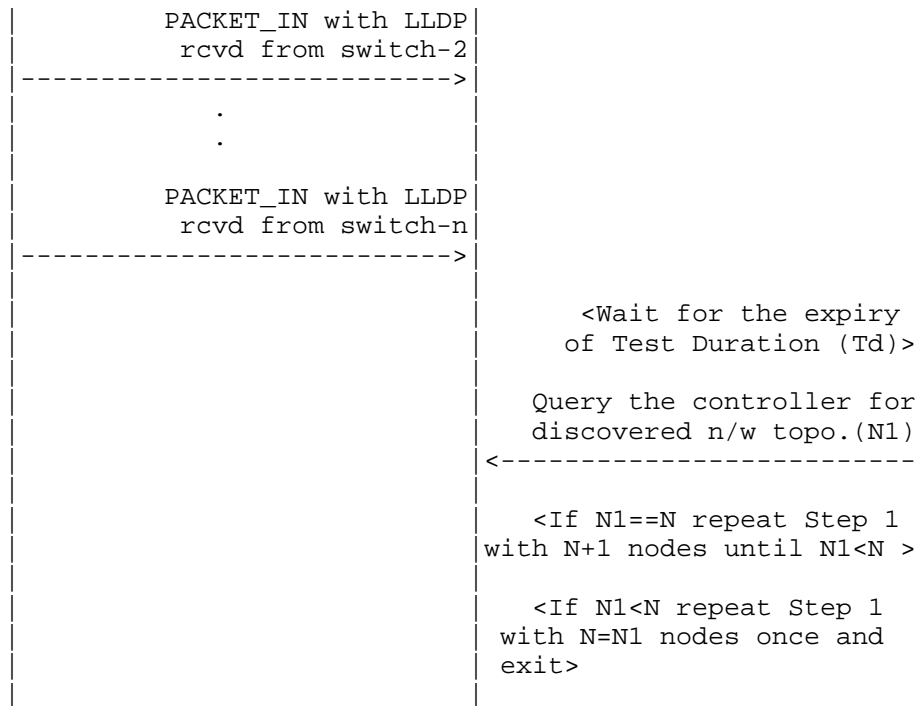 PACKET_IN with LLDP
rcvd from switch-2
--------------------------->
.
.
PACKET_IN with LLDP
rcvd from switch-n
--------------------------->
<Wait for the expiry
of Test Duration (Td)>
Query the controller for
discovered n/w topo.(N1)
<--------------------------
<If N1==N repeat Step 1
with N+1 nodes until N1<N >
<If N1<N repeat Step 1
with N=N1 nodes once and
exit>